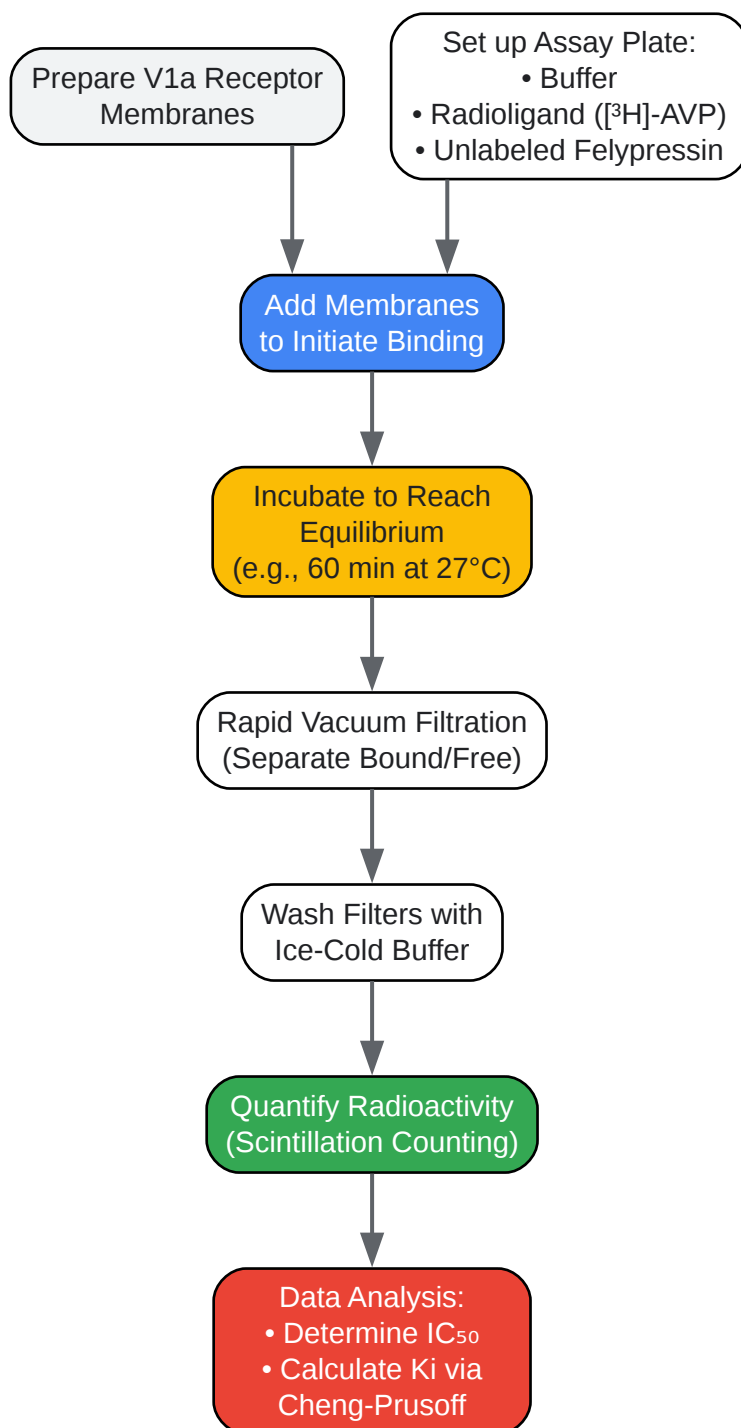 Prepare V1a Receptor
Membranes
Set up Assay Plate:
• Buffer
• Radioligand ([³H]-AVP)
• Unlabeled Felypressin
Add Membranes
to Initiate Binding
Incubate to Reach
Equilibrium
(e.g., 60 min at 27°C)
Rapid Vacuum Filtration
(Separate Bound/Free)
Wash Filters with
Ice-Cold Buffer
Quantify Radioactivity
(Scintillation Counting)
Data Analysis:
• Determine IC₅₀
• Calculate Ki via
Cheng-Prusoff